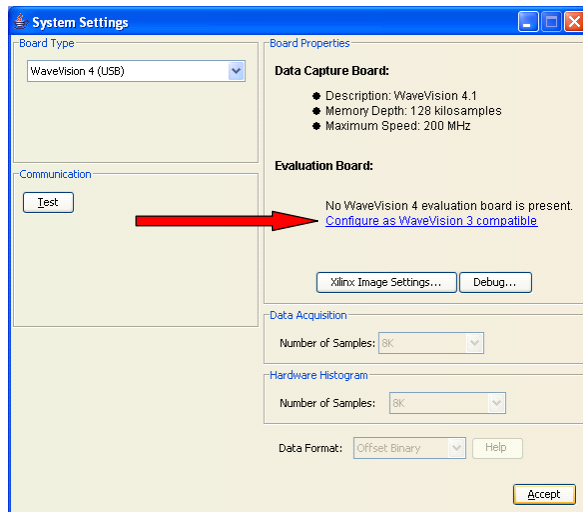 System Settings
Board Type
WaveVision 4 (USB)
Communication
Test
Board Properties
Data Capture Board:
Description: WaveVision 4.1
Memory Depth: 128 kilosamples
Maximum Speed: 200 MHz
Evaluation Board:
No WaveVision 4 evaluation board is present.
Configure as WaveVision 3 compatible
Xilinx Image Settings... Debug...
Data Acquisition
Number of Samples: 8K
Hardware Histogram
Number of Samples: 8K
Data Format: Offset Binary Help
Accept